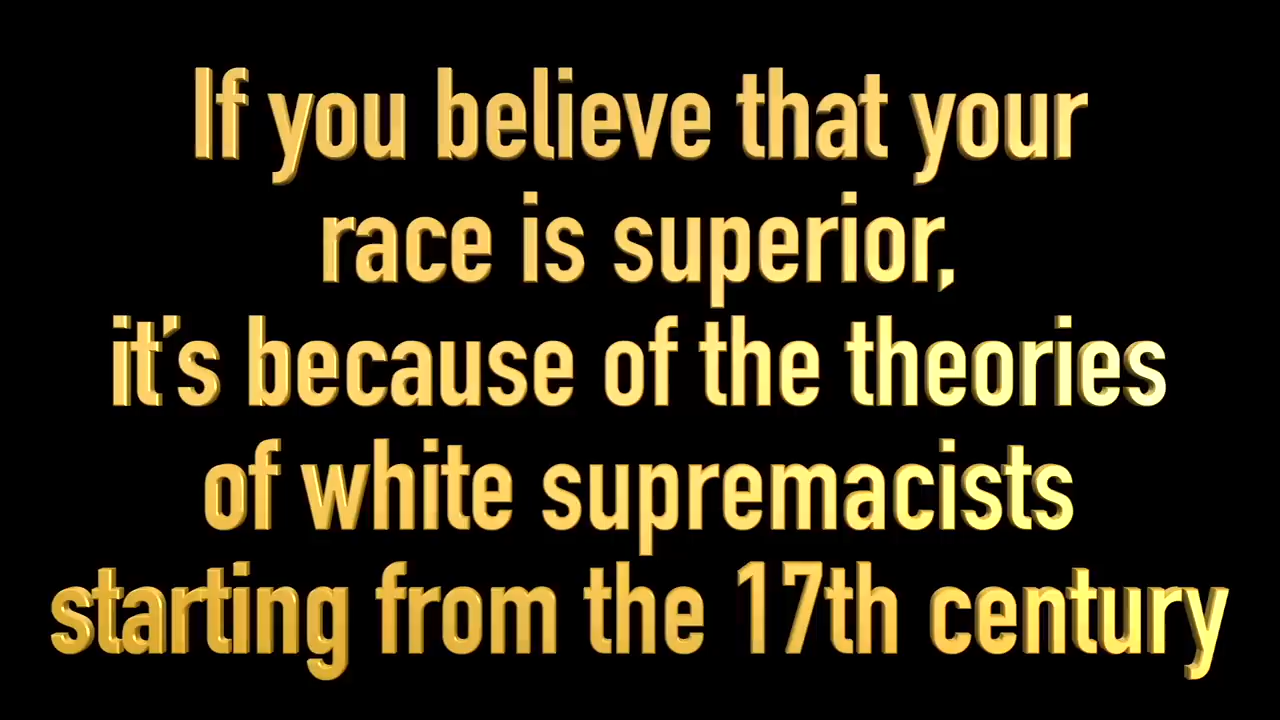 If you believe that your
race is superior,
it's because of the theories
of white supremacists
starting from the 17th century